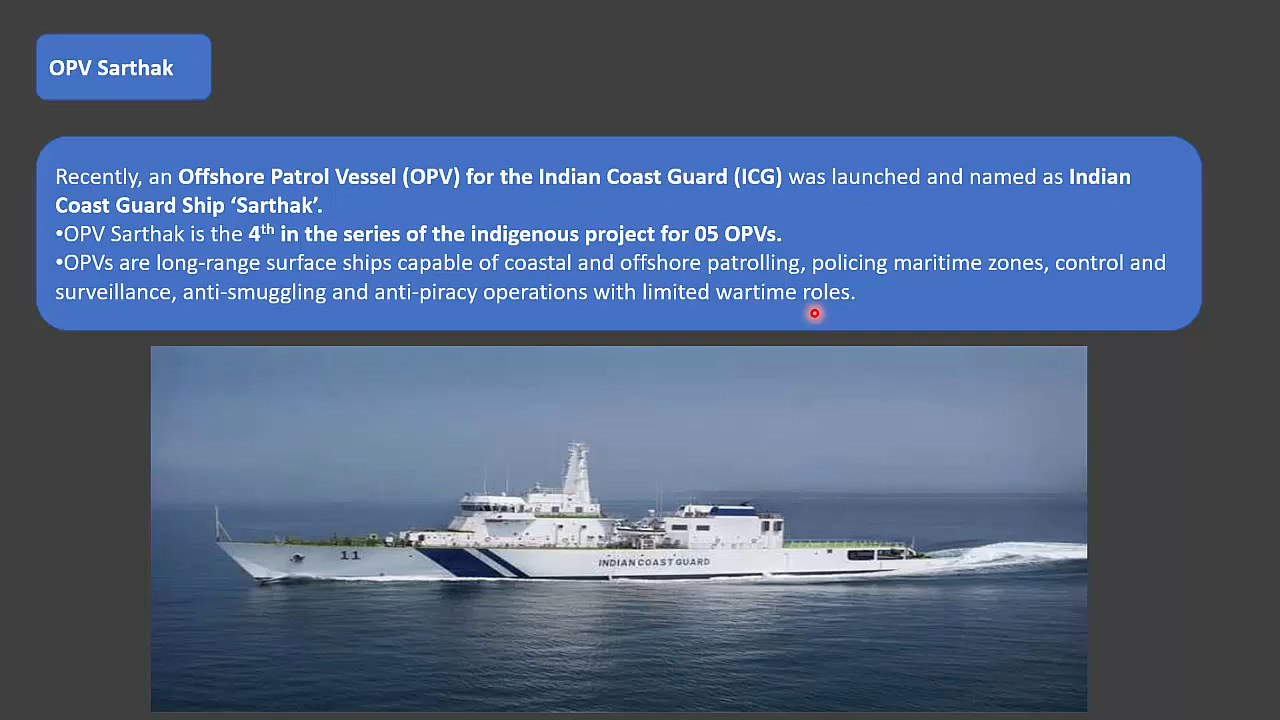 OPV Sarthak
Recently, an Offshore Patrol Vessel (OPV) for the Indian Coast Guard (ICG) was launched and named as Indian
Coast Guard Ship ‘Sarthak’.
•OPV Sarthak is the 4th in the series of the indigenous project for 05 OPVs.
•OPVs are long-range surface ships capable of coastal and offshore patrolling, policing maritime zones, control and
surveillance, anti-smuggling and anti-piracy operations with limited wartime roles.
11
INDIAN COAST GUARD